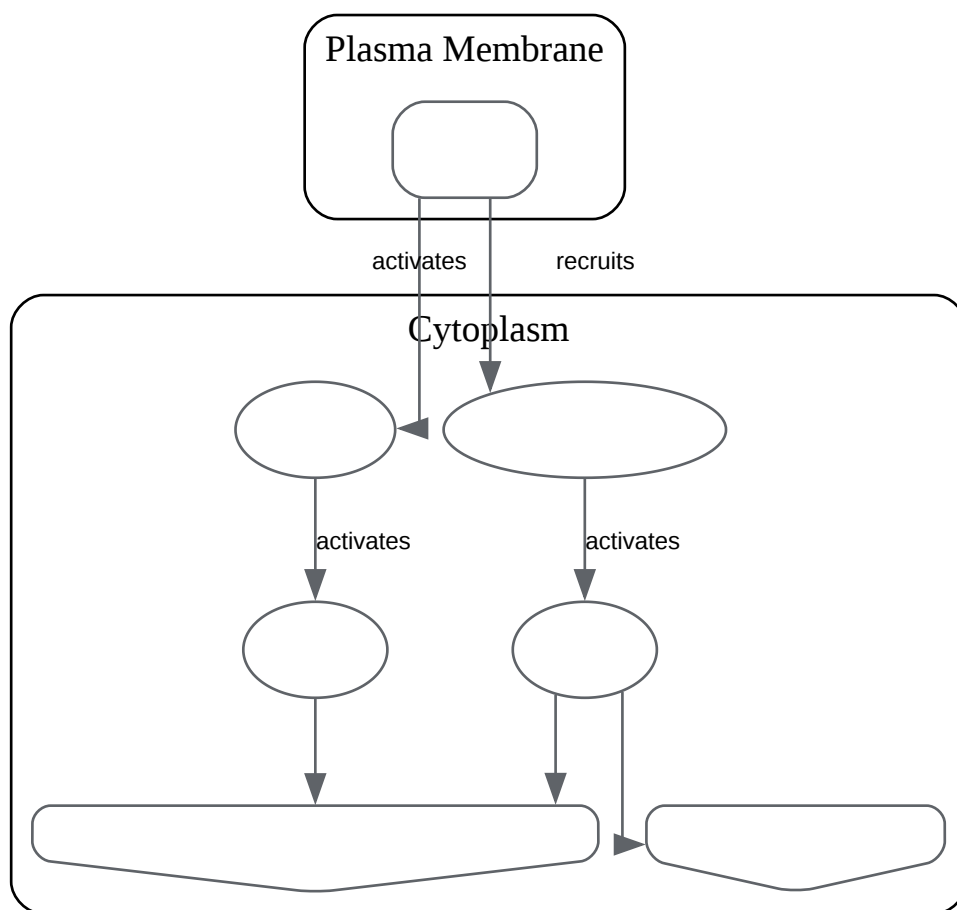 Plasma Membrane
activates
recruits
Cytoplasm
activates
activates